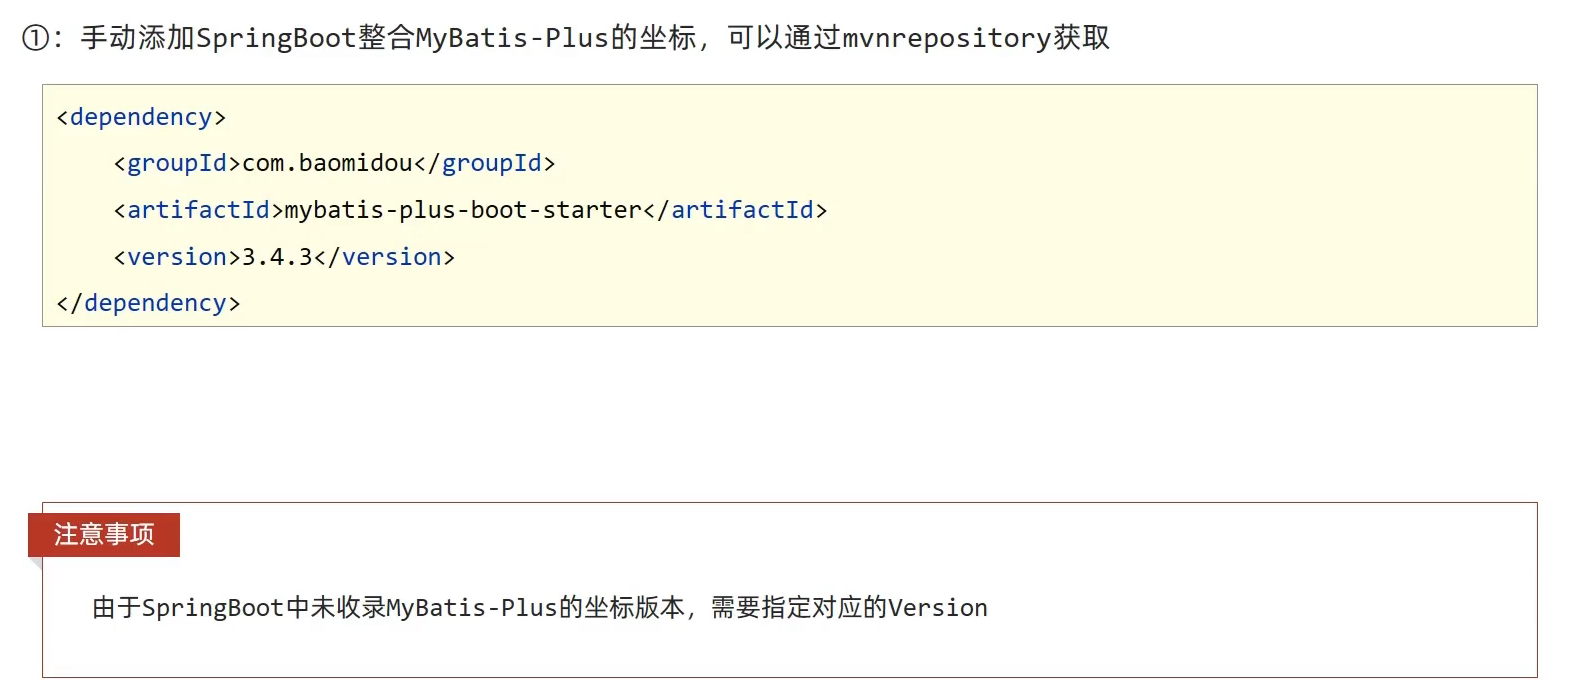 ①：手动添加SpringBoot整合MyBatis-Plus的坐标，可以通过mvnrepository获取
<dependency>
    <groupId>com.baomidou</groupId>
    <artifactId>mybatis-plus-boot-starter</artifactId>
    <version>3.4.3</version>
</dependency>
注意事项
由于SpringBoot中未收录MyBatis-Plus的坐标版本，需要指定对应的Version